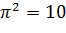 π² = 10